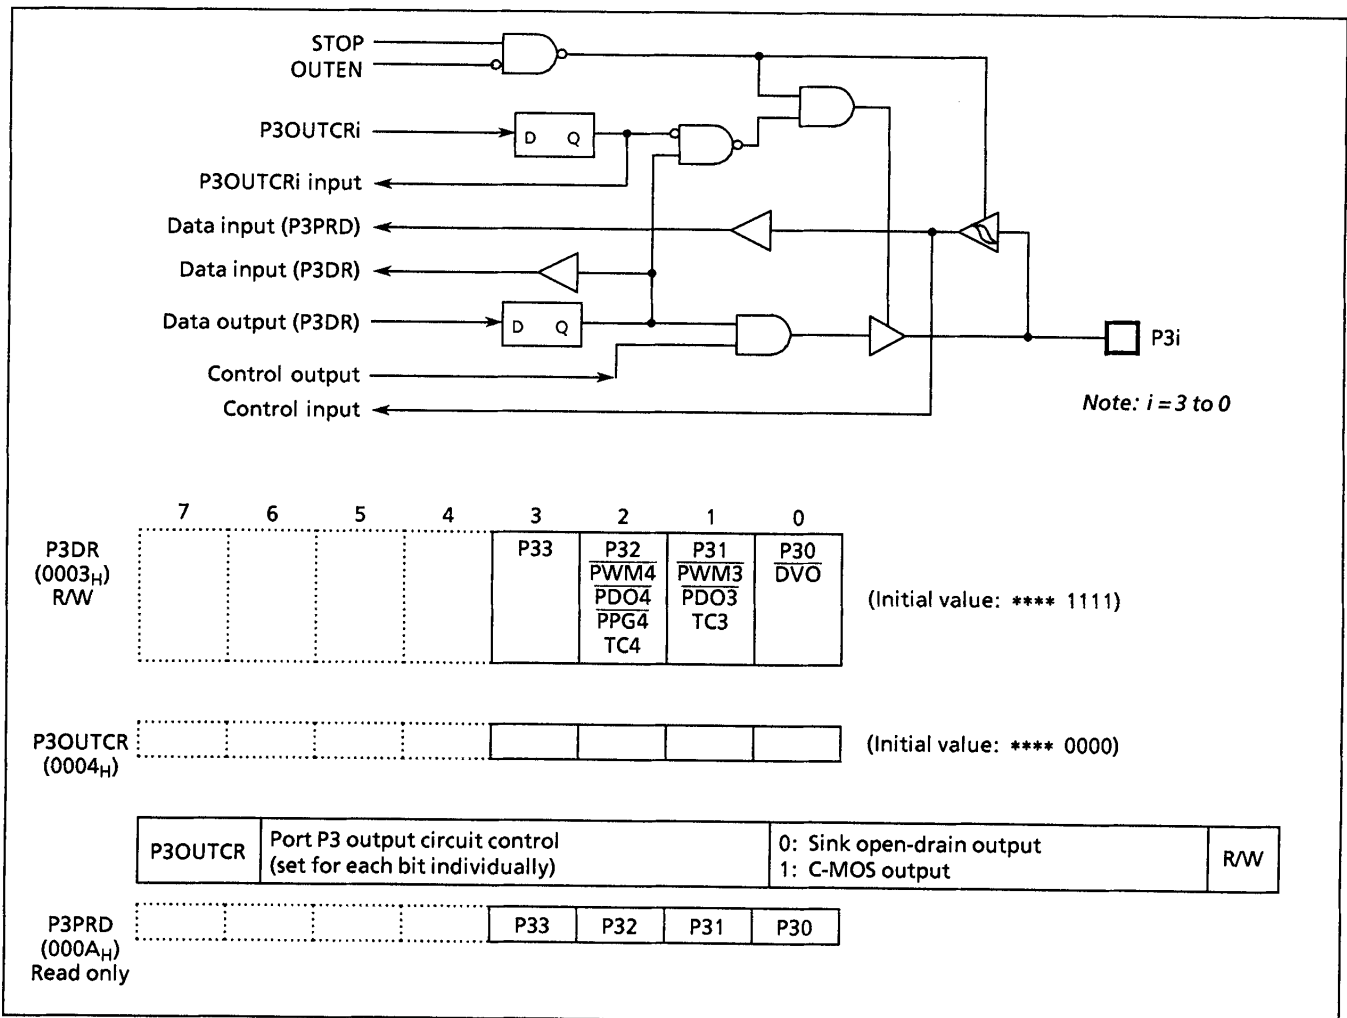 STOP
OUTEN
P3OUTCRi
D Q
P3OUTCRi input
Data input (P3PRD)
Data input (P3DR)
Data output (P3DR)
D Q
P3i
Control output
Control input
Note: i = 3 to 0
7 6 5 4 3 2 1 0
P3DR
(0003H)
R/W
P33
P32
PWM4
PDO4
PPG4
TC4
P31
PWM3
PDO3
TC3
P30
DVO
(Initial value: **** 1111)
P3OUTCR
(0004H)
(Initial value: **** 0000)
P3OUTCR
Port P3 output circuit control
(set for each bit individually)
0: Sink open-drain output
1: C-MOS output
R/W
P3PRD
(000AH)
Read only
P33 P32 P31 P30